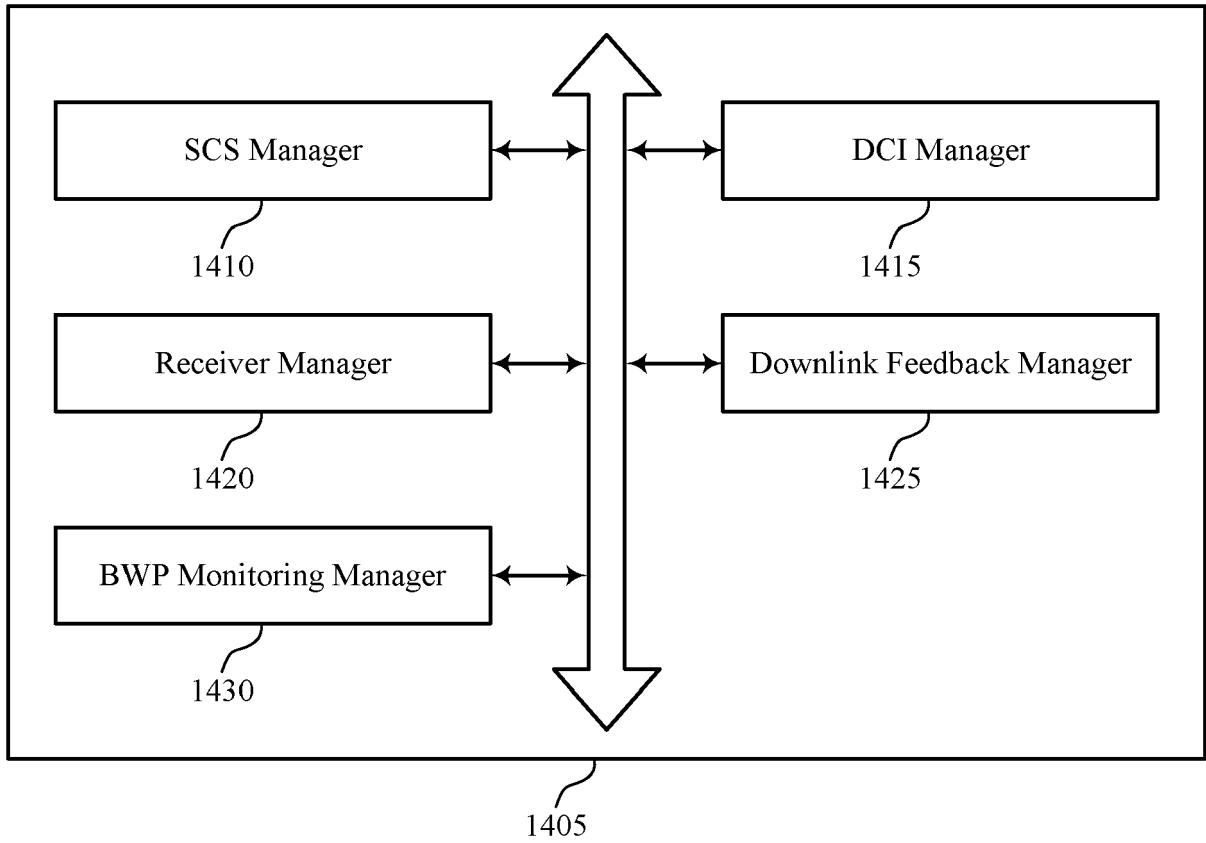 SCS Manager
DCI Manager
1410
1415
Receiver Manager
Downlink Feedback Manager
1420
1425
BWP Monitoring Manager
1430
1405